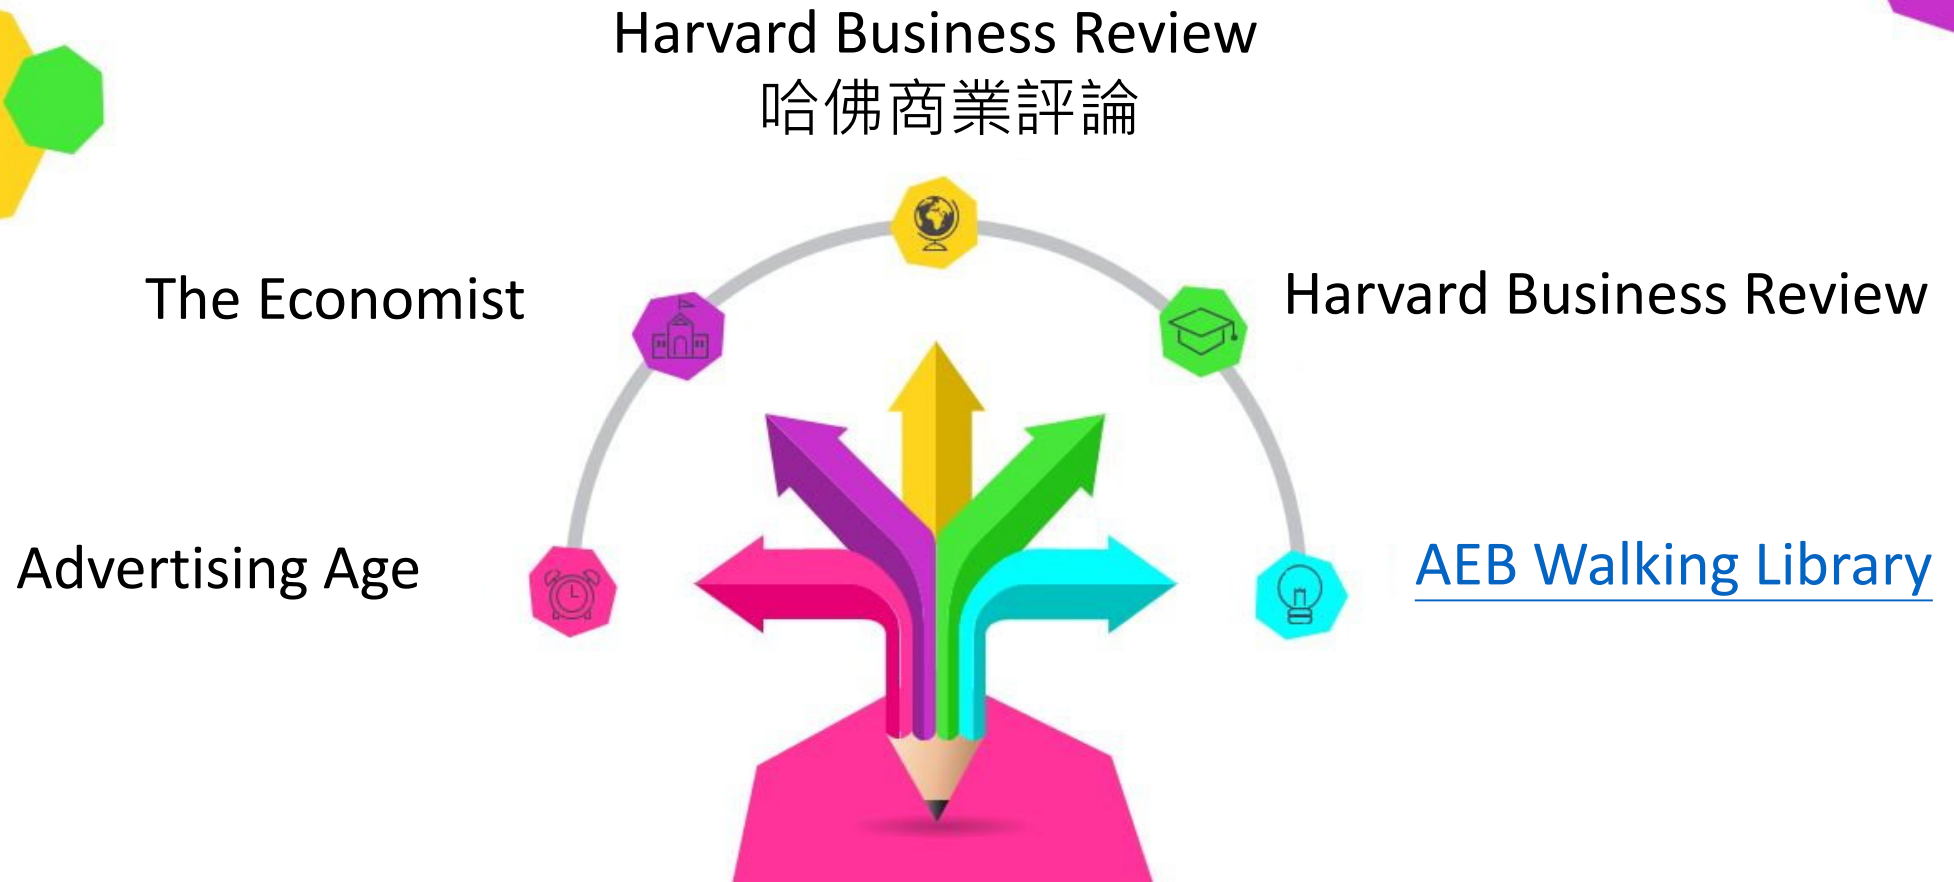 Harvard Business Review
哈佛商業評論
The Economist
Harvard Business Review
Advertising Age
AEB Walking Library